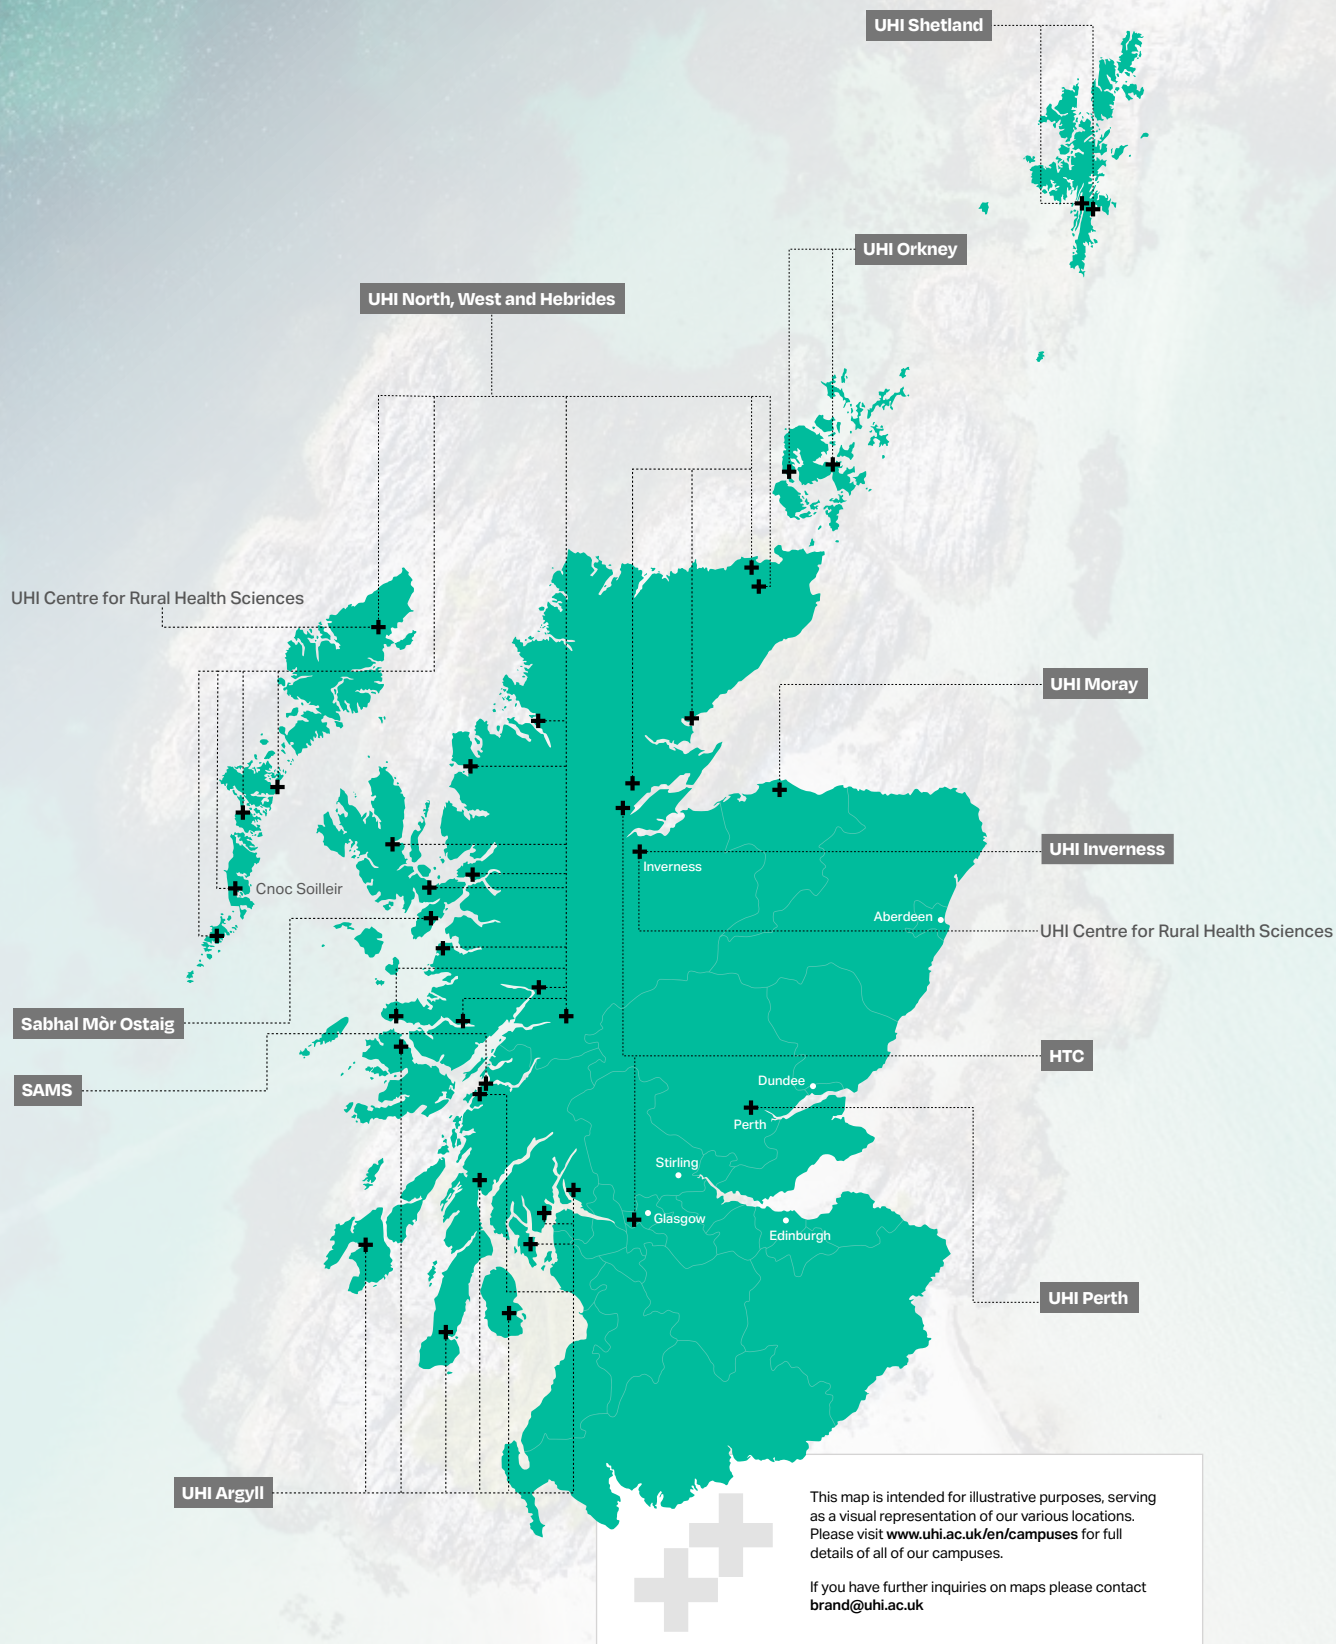 UHI Shetland
UHI Orkney
UHI North, West and Hebrides
UHI Centre for Rural Health Sciences
UHI Moray
UHI Inverness
Inverness
Cnoc Soilleir
Aberdeen
UHI Centre for Rural Health Sciences
Sabhal Mòr Ostaig
HTC
SAMS
Dundee
Perth
Stirling
Glasgow
Edinburgh
UHI Perth
UHI Argyll
This map is intended for illustrative purposes, serving
as a visual representation of our various locations.
Please visit www.uhi.ac.uk/en/campuses for full
details of all of our campuses.
If you have further inquiries on maps please contact
brand@uhi.ac.uk